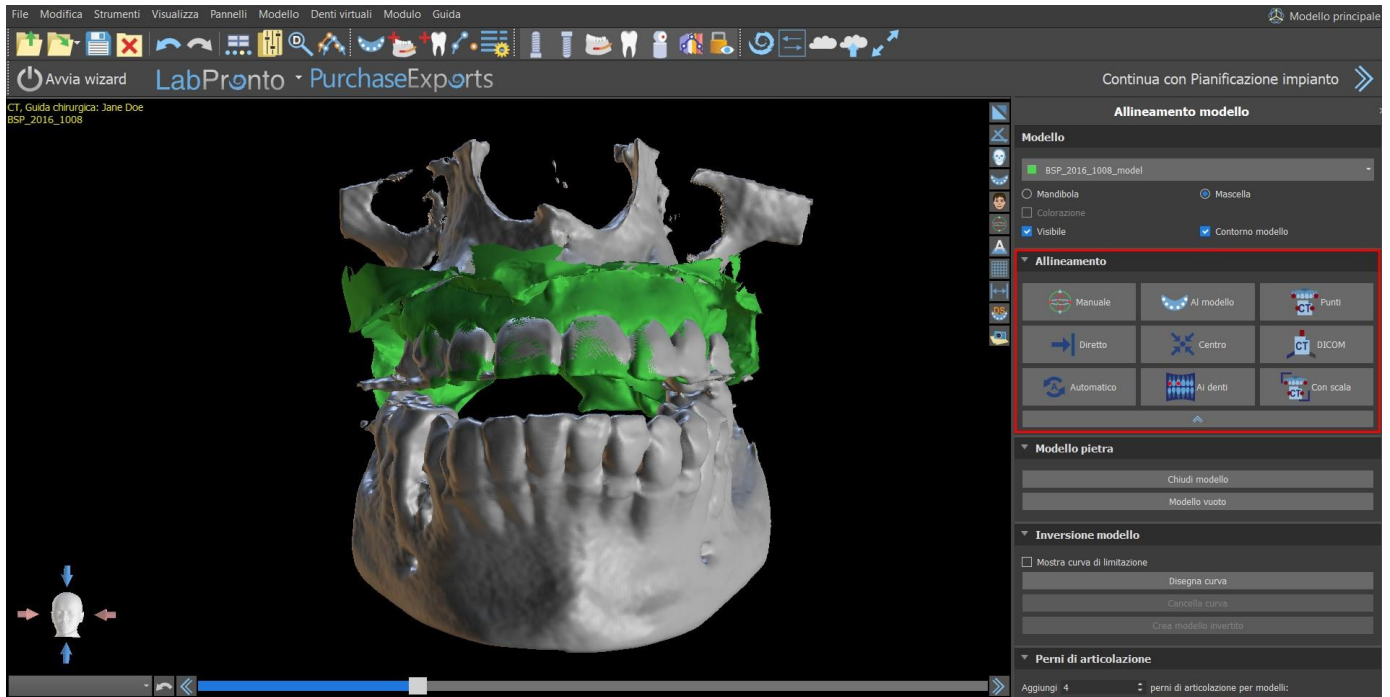 File Modifica Strumenti Visualizza Pannelli Modello Denti virtuali Modulo Guida
Modello principale
Avvia wizard LabPronto PurchaseExports
Continua con Pianificazione impianto
CT, Guida chirurgica: Jane Doe
BSP_2016_1008
Allineamento modello
Modello
BSP_2016_1008_model
Mandibola Mascella
Colorazione
Visibile Contorno modello
Allineamento
Manuale Al modello Punti
Diretto Centro DICOM
Automatico Ai denti Con scala
Modello pietra
Chiudi modello
Modello vuoto
Inversione modello
Mostra curva di limitazione
Disegna curva
Cancella curva
Crea modello invertito
Perni di articolazione
Aggiungi 4 perni di articolazione per modelli: